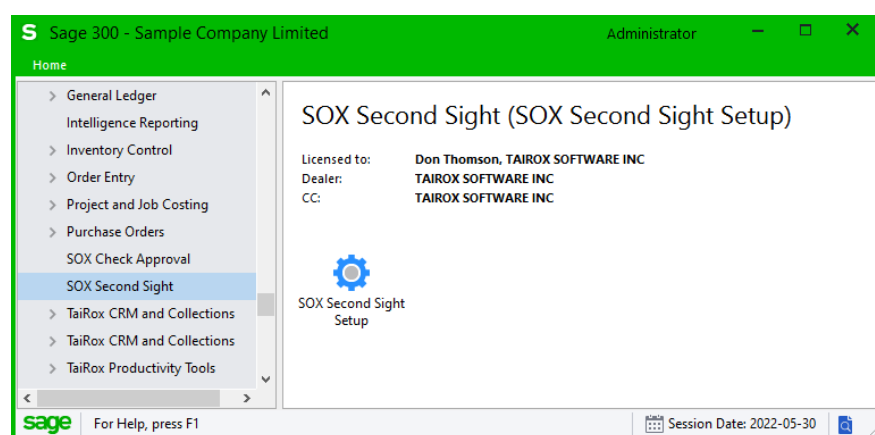 S Sage 300 - Sample Company Limited
Administrator
Home
General Ledger
Intelligence Reporting
Inventory Control
Order Entry
Project and Job Costing
Purchase Orders
SOX Check Approval
SOX Second Sight
TaiRox CRM and Collections
TaiRox CRM and Collections
TaiRox Productivity Tools
SOX Second Sight (SOX Second Sight Setup)
Licensed to: Don Thomson, TAIROX SOFTWARE INC
Dealer: TAIROX SOFTWARE INC
CC: TAIROX SOFTWARE INC
SOX Second Sight
Setup
sage For Help, press F1
Session Date: 2022-05-30